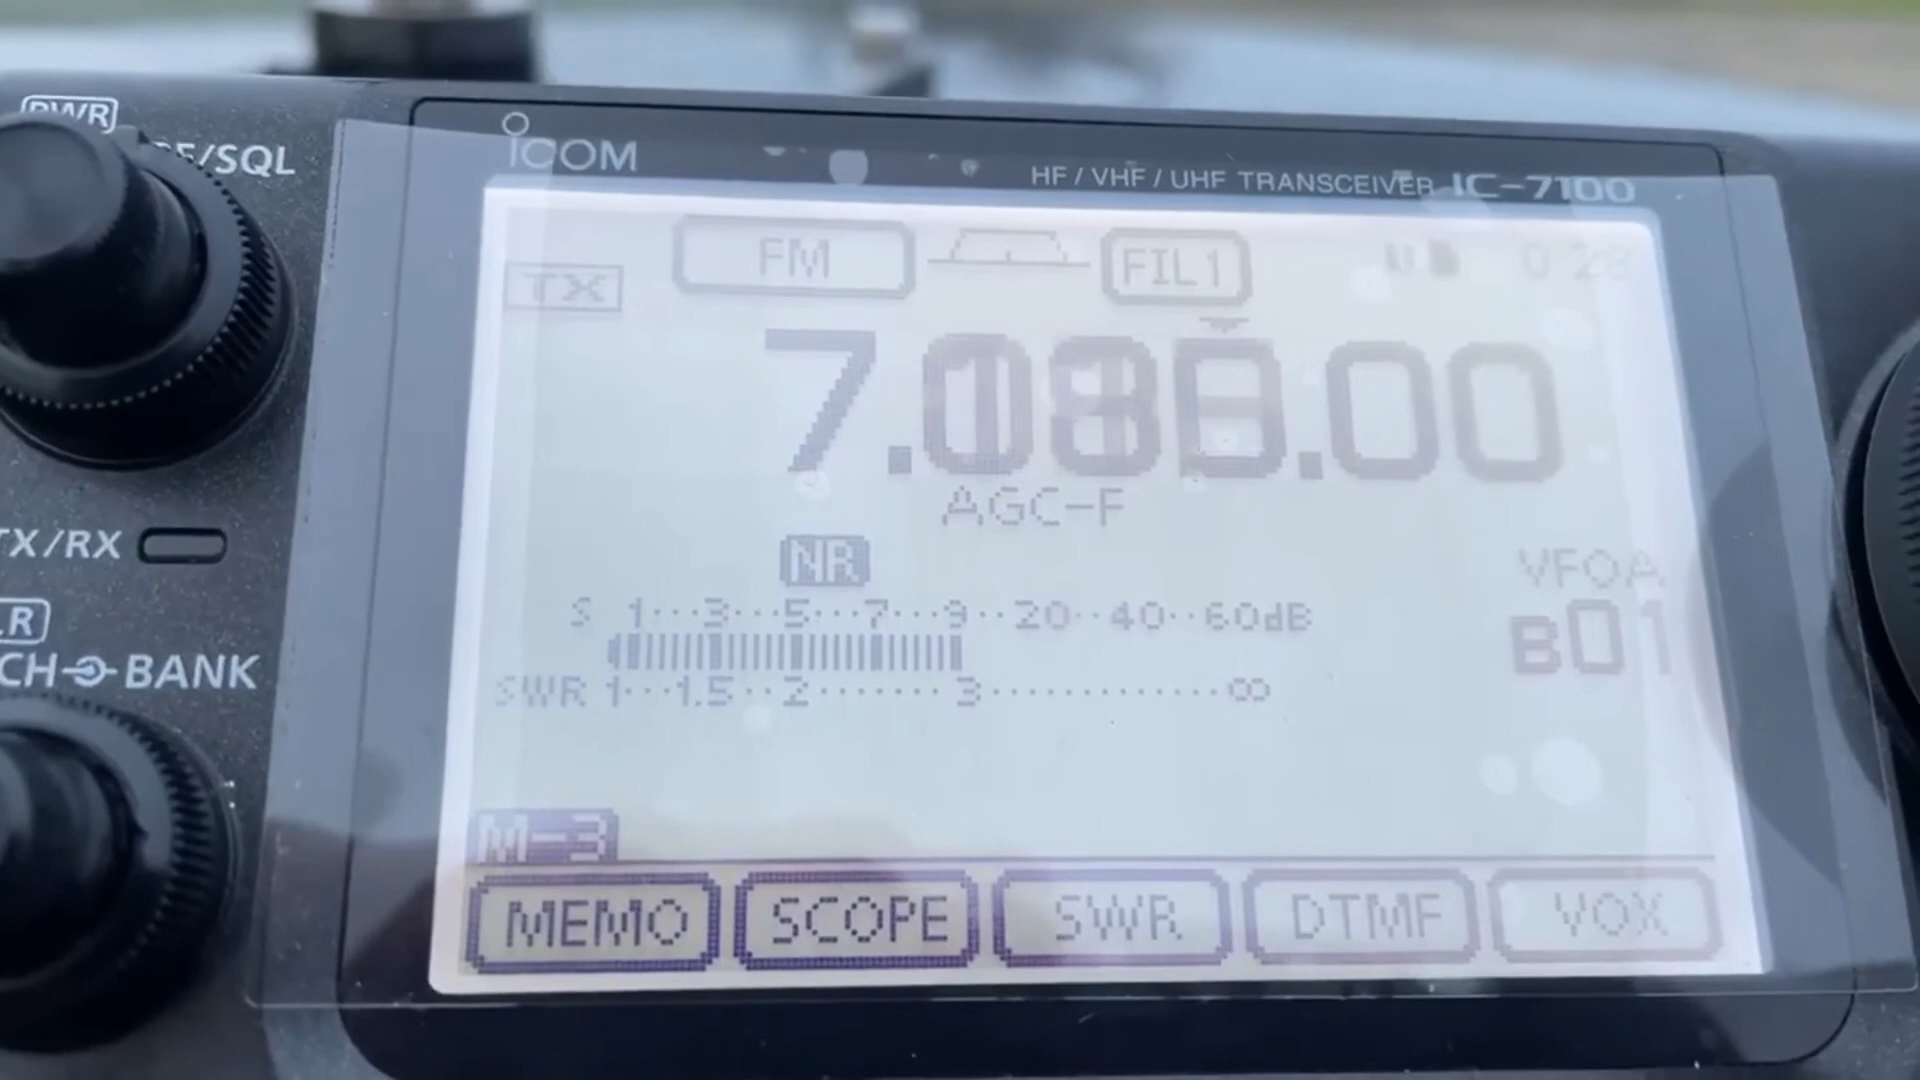 PWR
RF/SQL
ICOM
HF / VHF / UHF TRANSCEIVER IC-7100
FM
FIL1
TX
AGC-F
TX/RX
NR
VFOA
S 1···3···5···7···9··20··40··60dB
B01
CH BANK
SWR 1···1.5··2·······3·············∞
M-3
MEMO
SCOPE
SWR
DTMF
VOX